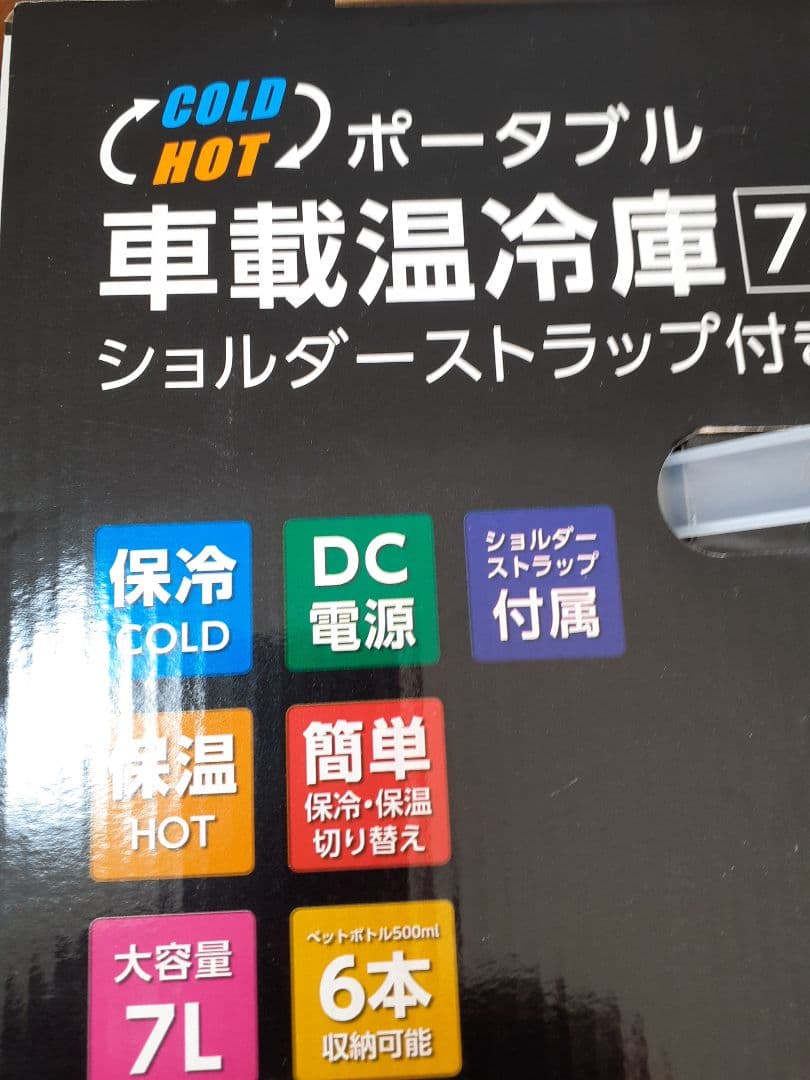 COLD
HOT
ポータブル
車載温冷庫 7
ショルダーストラップ付き
保冷
COLD
DC
電源
ショルダー
ストラップ
付属
保温
HOT
簡単
保冷・保温
切り替え
大容量
7L
ペットボトル500ml
6本
収納可能